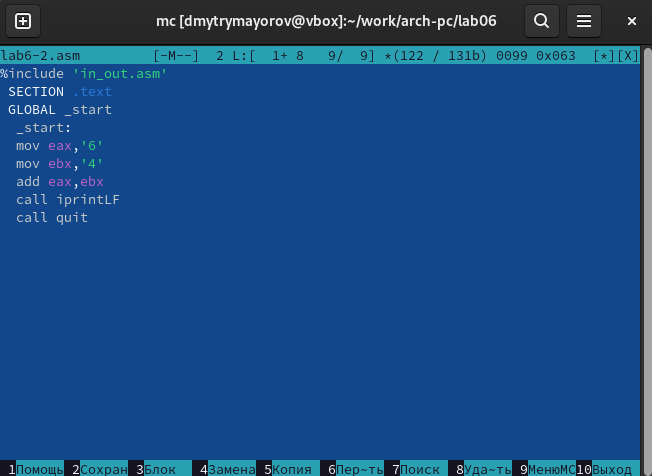 mc [dmytrymayorov@vbox]:~/work/arch-pc/lab06
lab6-2.asm [-M--] 2 L:[ 1+ 8 9/ 9] *(122 / 131b) 0099 0x063 [*][X]
%include 'in_out.asm'
SECTION .text
GLOBAL _start
_start:
mov eax,'6'
mov ebx,'4'
add eax,ebx
call iprintLF
call quit
1Помощь 2Сохран 3Блок 4Замена 5Копия 6Пер~ть 7Поиск 8Уда~ть 9МенюMC 10Выход